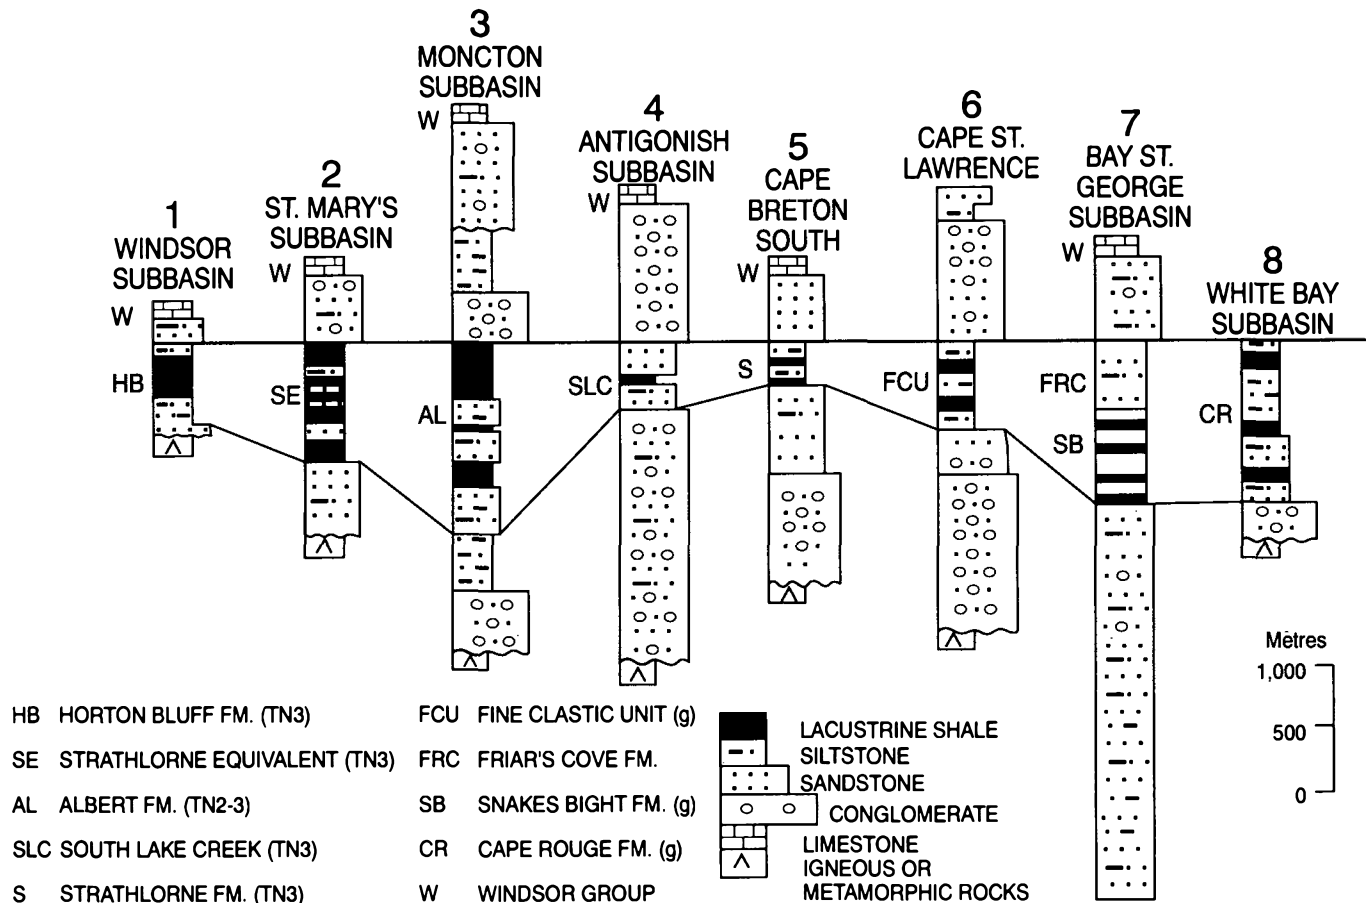 1
WINDSOR
SUBBASIN
W
HB
2
ST. MARY'S
SUBBASIN
W
SE
3
MONCTON
SUBBASIN
W
AL
4
ANTIGONISH
SUBBASIN
W
SLC
5
CAPE
BRETON
SOUTH
W
S
6
CAPE ST.
LAWRENCE
FCU
7
BAY ST.
GEORGE
SUBBASIN
W
FRC
SB
8
WHITE BAY
SUBBASIN
CR
HB HORTON BLUFF FM. (TN3)
SE STRATHLORNE EQUIVALENT (TN3)
AL ALBERT FM. (TN2-3)
SLC SOUTH LAKE CREEK (TN3)
S STRATHLORNE FM. (TN3)
FCU FINE CLASTIC UNIT (g)
FRC FRIAR'S COVE FM.
SB SNAKES BIGHT FM. (g)
CR CAPE ROUGE FM. (g)
W WINDSOR GROUP
LACUSTRINE SHALE
SILTSTONE
SANDSTONE
CONGLOMERATE
LIMESTONE
IGNEOUS OR
METAMORPHIC ROCKS
Mètres
1,000
500
0